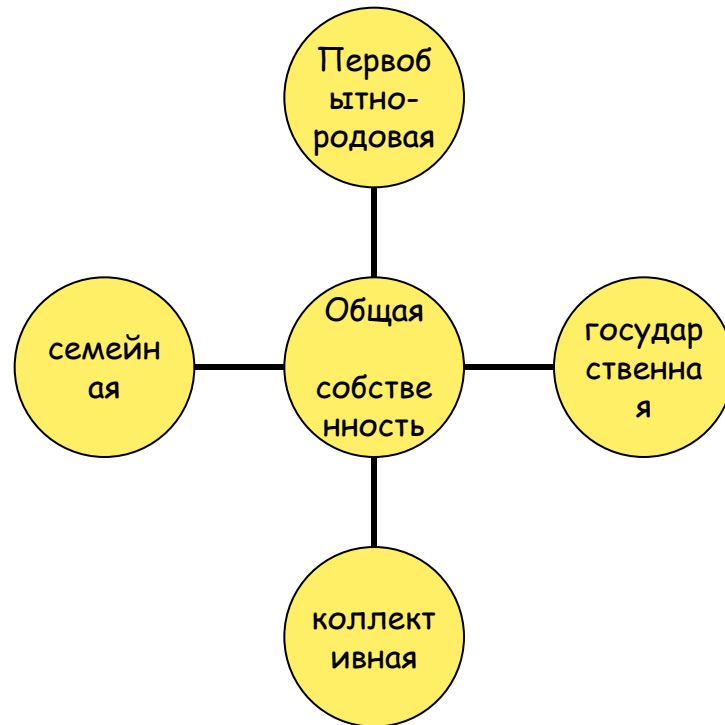 Первоб
ытно-
родовая
семейн
ая
Общая
собстве
нность
государ
ственна
я
коллект
ивная